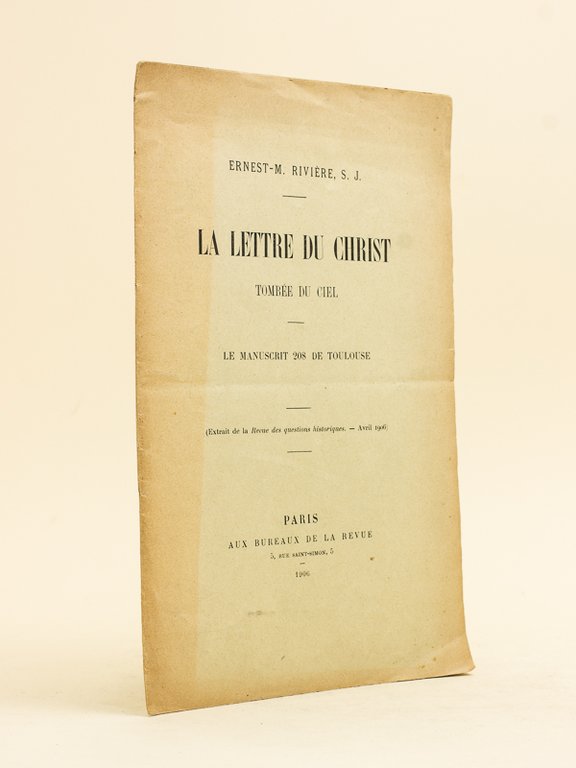 ERNEST-M. RIVIÈRE, S. J.
LA LETTRE DU CHRIST
TOMBÉE DU CIEL
LE MANUSCRIT 208 DE TOULOUSE
(Extrait de la Revue des questions historiques. — Avril 1906)
PARIS
AUX BUREAUX DE LA REVUE
5, RUE SAINT-SIMON, 5
1906